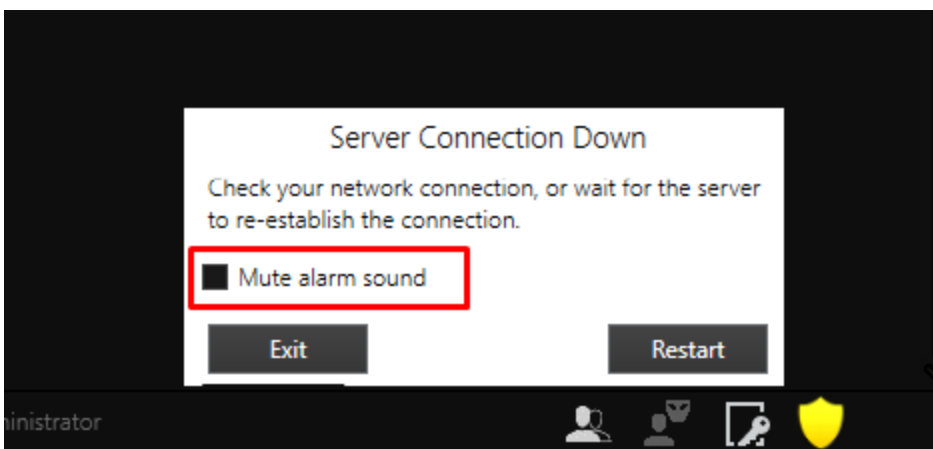 Server Connection Down
Check your network connection, or wait for the server
to re-establish the connection.
Mute alarm sound
Exit
Restart
ninistrator